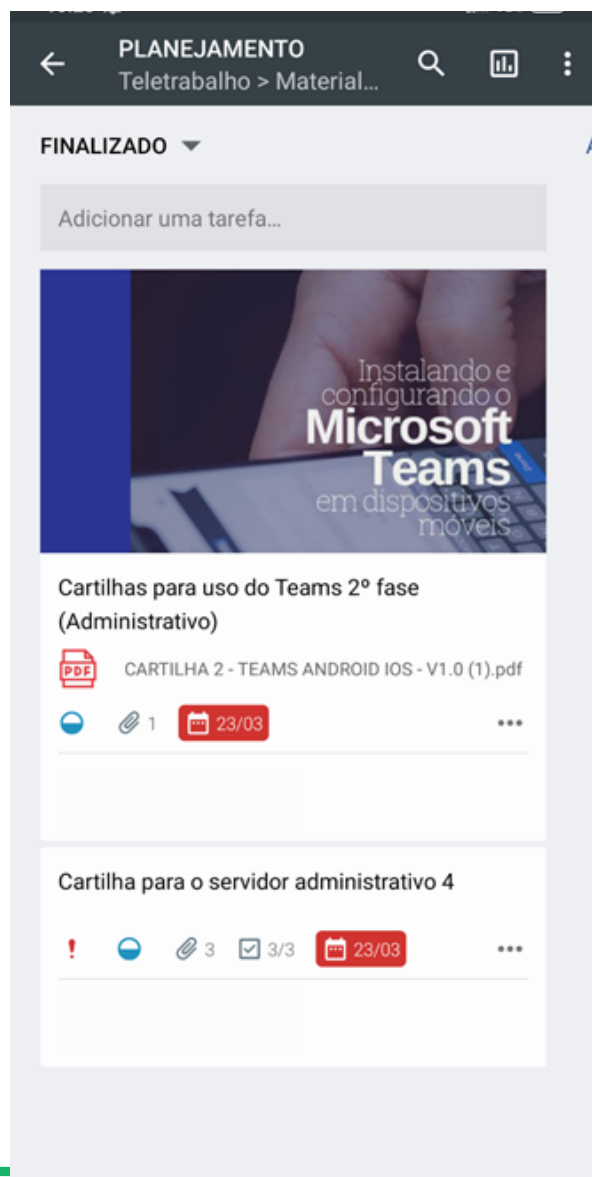 PLANEJAMENTO
Teletrabalho > Material...
FINALIZADO
Adicionar uma tarefa...
Instalando e
configurando o
Microsoft
Teams
em dispositivos
móveis
Cartilhas para uso do Teams 2º fase
(Administrativo)
PDF CARTILHA 2 - TEAMS ANDROID IOS - V1.0 (1).pdf
1 23/03
Cartilha para o servidor administrativo 4
! 3 3/3 23/03